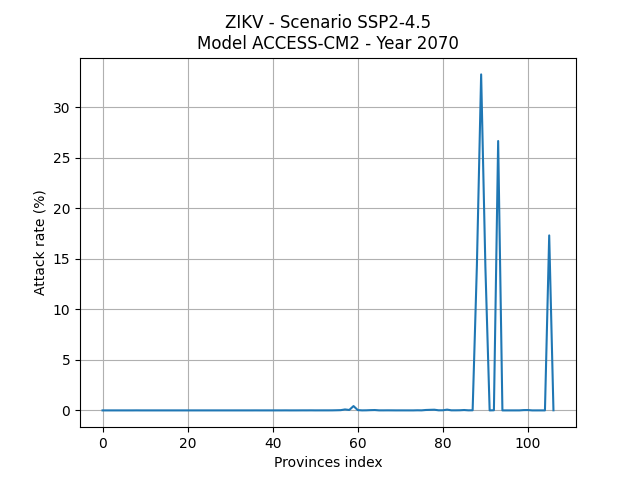 ZIKV - Scenario SSP2-4.5
Model ACCESS-CM2 - Year 2070
30
25
20
15
10
5
0
Attack rate (%)
0 20 40 60 80 100
Provinces index